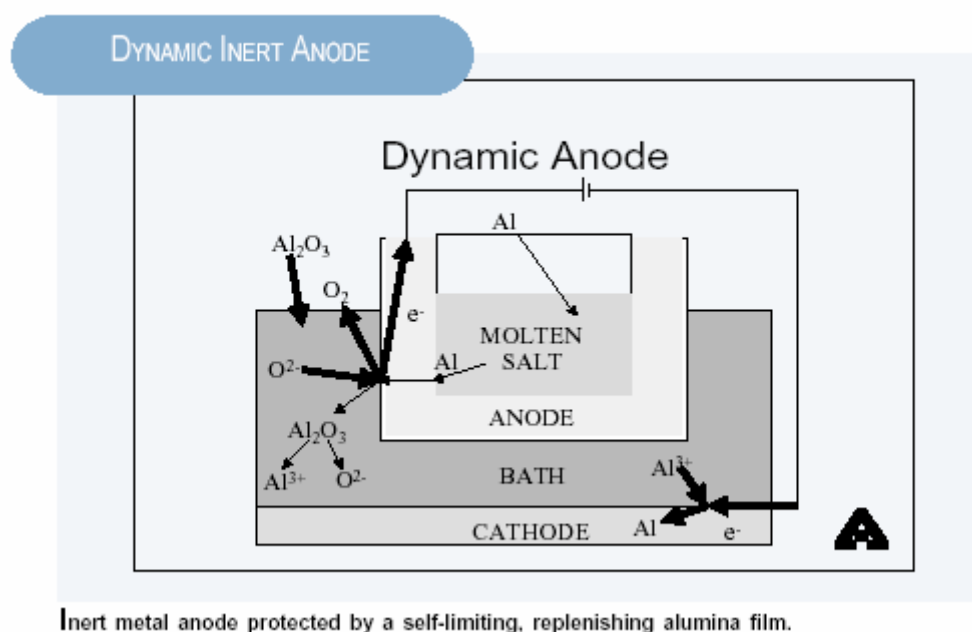 DYNAMIC INERT ANODE
Dynamic Anode
Al
Al₂O₃
O₂
e⁻
MOLTEN
SALT
Al
O²⁻
ANODE
Al₂O₃
Al³⁺
O²⁻
BATH
Al³⁺
CATHODE
Al
e⁻
A
Inert metal anode protected by a self-limiting, replenishing alumina film.